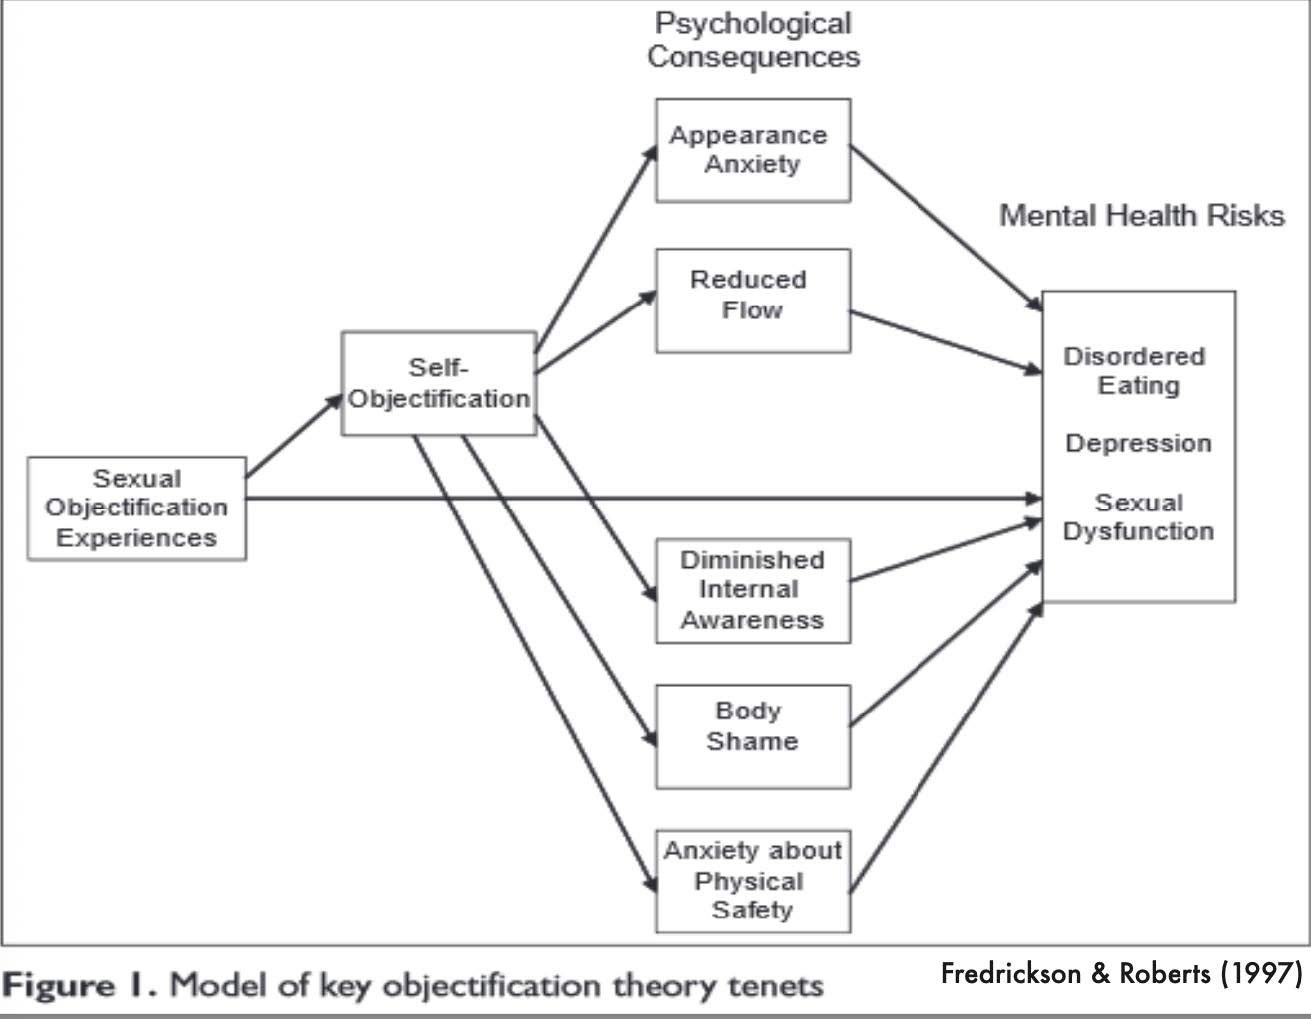 Psychological
Consequences
Appearance
Anxiety
Mental Health Risks
Reduced
Flow
Self-
Objectification
Disordered
Eating
Depression
Sexual
Dysfunction
Sexual
Objectification
Experiences
Diminished
Internal
Awareness
Body
Shame
Anxiety about
Physical
Safety
Figure 1. Model of key objectification theory tenets
Fredrickson & Roberts (1997)